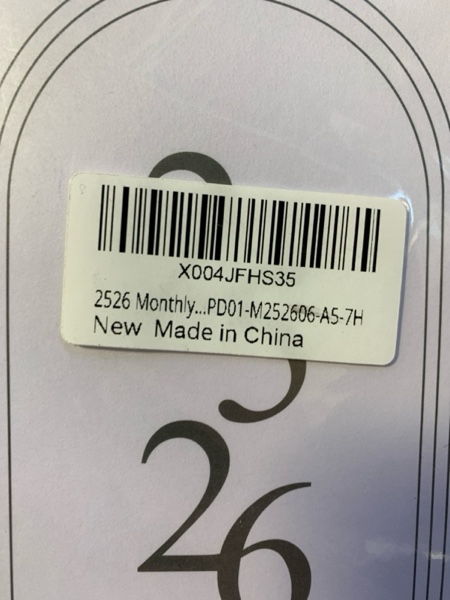 X004JFHS35
2526 Monthly...PD01-M252606-A5-7H
New Made in China
26